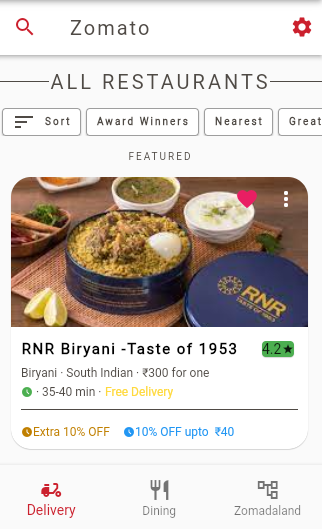 Zomato
ALL RESTAURANTS
Sort
Award Winners
Nearest
Great
FEATURED
RNR
TASTE OF 1953
RNR Biryani -Taste of 1953
4.2★
Biryani · South Indian · ₹300 for one
· 35-40 min · Free Delivery
Extra 10% OFF
10% OFF upto ₹40
Delivery
Dining
Zomadaland